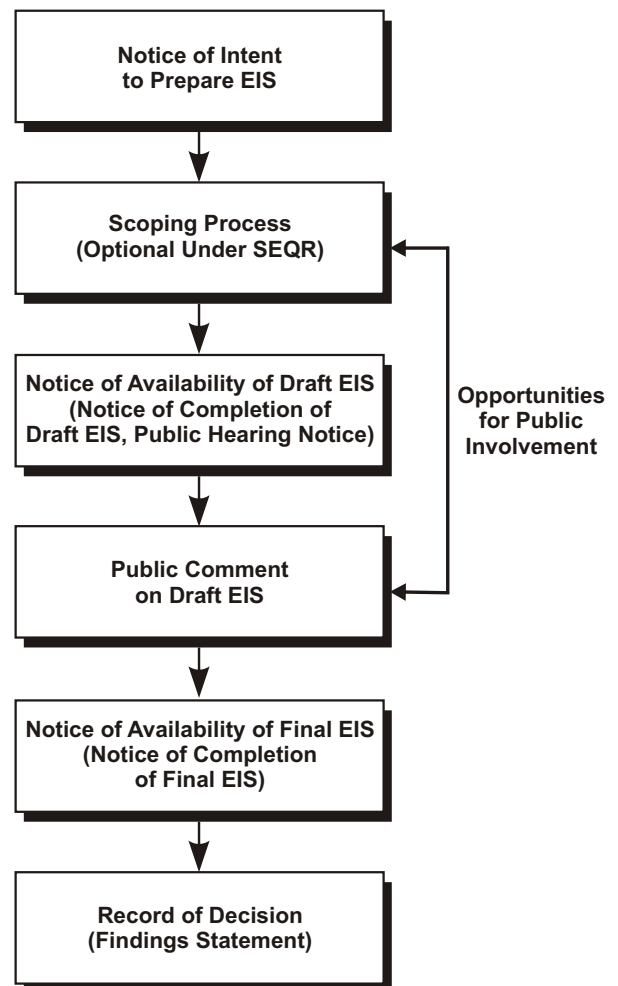 Notice of Intent
to Prepare EIS
Scoping Process
(Optional Under SEQR)
Notice of Availability of Draft EIS
(Notice of Completion of
Draft EIS, Public Hearing Notice)
Opportunities
for Public
Involvement
Public Comment
on Draft EIS
Notice of Availability of Final EIS
(Notice of Completion
of Final EIS)
Record of Decision
(Findings Statement)